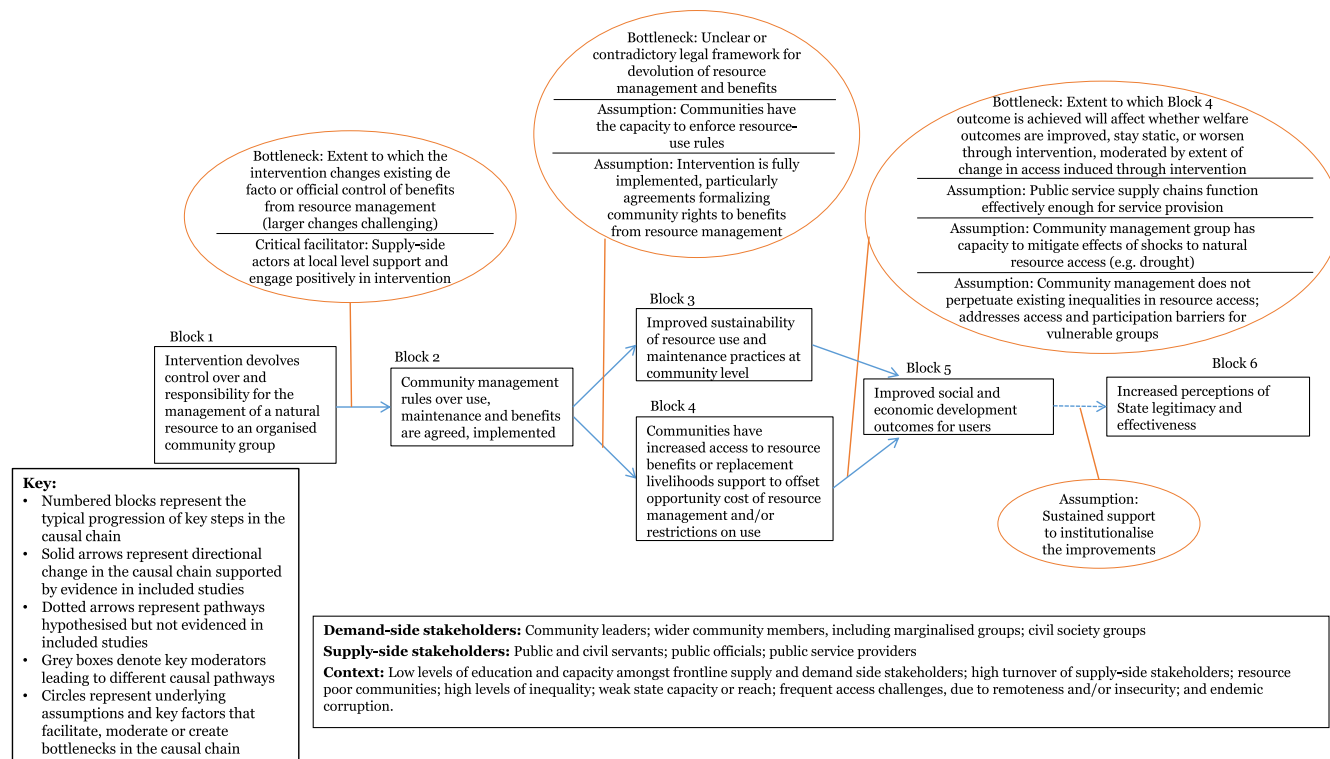 Bottleneck: Extent to which the
intervention changes existing de
facto or official control of benefits
from resource management
(larger changes challenging)
Critical facilitator: Supply-side
actors at local level support and
engage positively in intervention
Bottleneck: Unclear or
contradictory legal framework for
devolution of resource
management and benefits
Assumption: Communities have
the capacity to enforce resource-
use rules
Assumption: Intervention is fully
implemented, particularly
agreements formalizing
community rights to benefits
from resource management
Bottleneck: Extent to which Block 4
outcome is achieved will affect whether welfare
outcomes are improved, stay static, or worsen
through intervention, moderated by extent of
change in access induced through intervention
Assumption: Public service supply chains function
effectively enough for service provision
Assumption: Community management group has
capacity to mitigate effects of shocks to natural
resource access (e.g. drought)
Assumption: Community management does not
perpetuate existing inequalities in resource access;
addresses access and participation barriers for
vulnerable groups
Block 1
Intervention devolves
control over and
responsibility for the
management of a natural
resource to an organised
community group
Block 2
Community management
rules over use,
maintenance and benefits
are agreed, implemented
Block 3
Improved sustainability
of resource use and
maintenance practices at
community level
Block 4
Communities have
increased access to resource
benefits or replacement
livelihoods support to offset
opportunity cost of resource
management and/or
restrictions on use
Block 5
Improved social and
economic development
outcomes for users
Block 6
Increased perceptions of
State legitimacy and
effectiveness
Assumption:
Sustained support
to institutionalise
the improvements
Key:
• Numbered blocks represent the
typical progression of key steps in the
causal chain
• Solid arrows represent directional
change in the causal chain supported
by evidence in included studies
• Dotted arrows represent pathways
hypothesised but not evidenced in
included studies
• Grey boxes denote key moderators
leading to different causal pathways
• Circles represent underlying
assumptions and key factors that
facilitate, moderate or create
bottlenecks in the causal chain
Demand-side stakeholders: Community leaders; wider community members, including marginalised groups; civil society groups
Supply-side stakeholders: Public and civil servants; public officials; public service providers
Context: Low levels of education and capacity amongst frontline supply and demand side stakeholders; high turnover of supply-side stakeholders; resource
poor communities; high levels of inequality; weak state capacity or reach; frequent access challenges, due to remoteness and/or insecurity; and endemic
corruption.